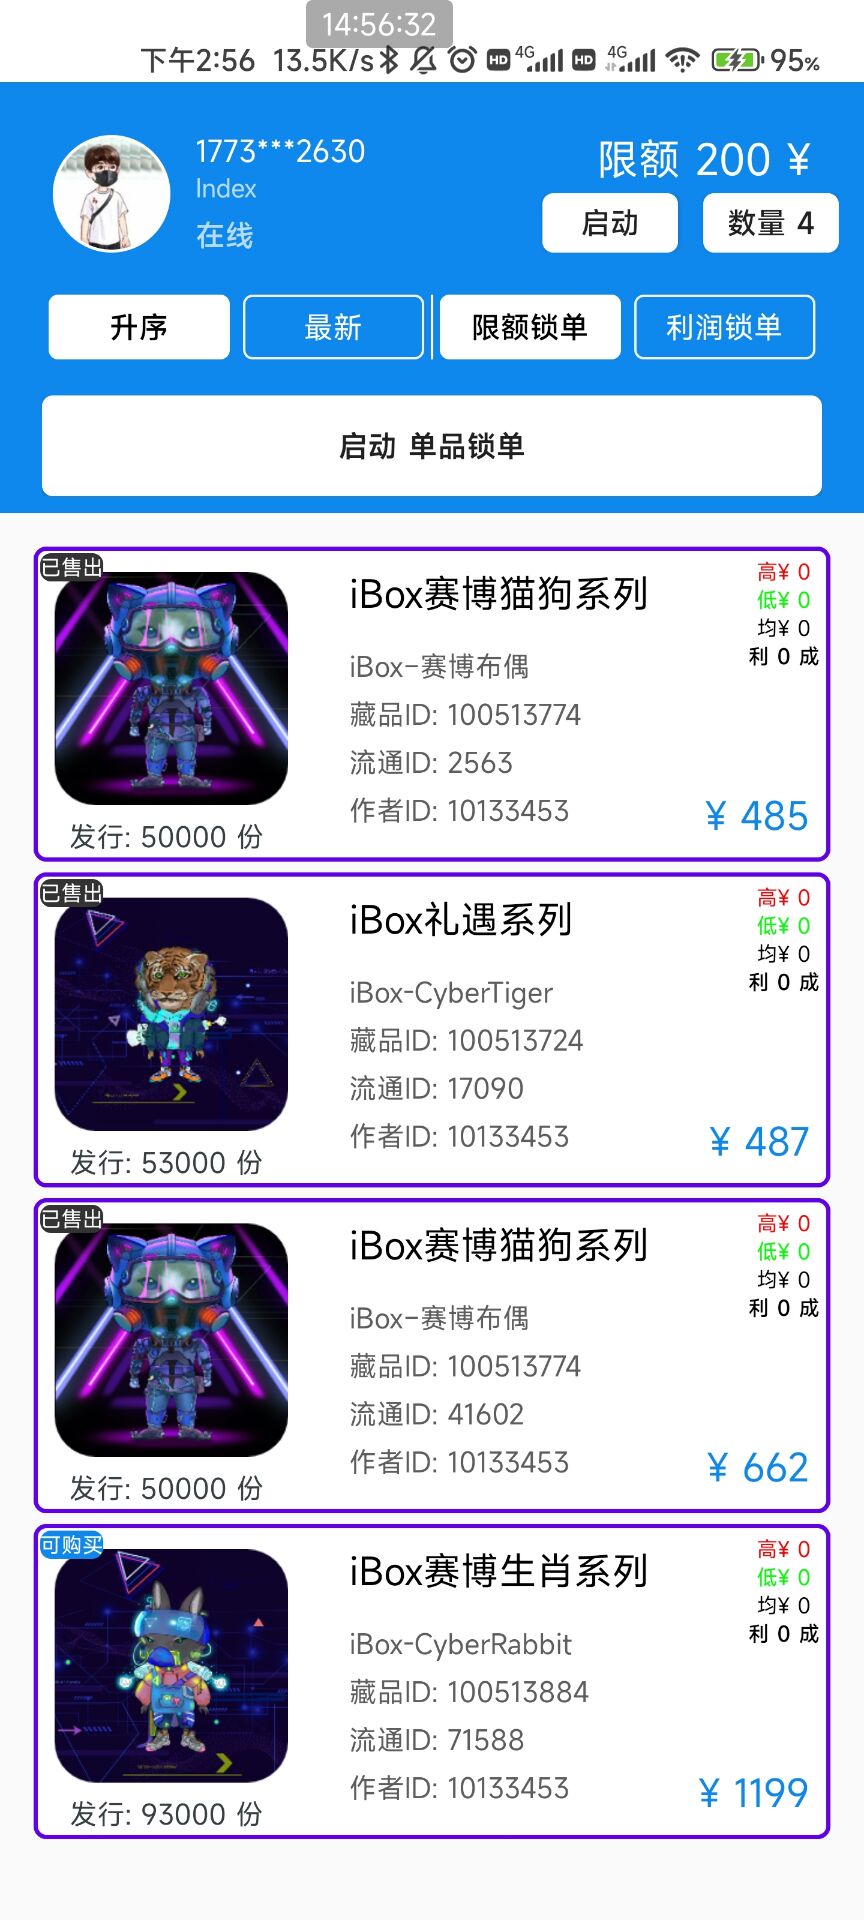 14:56:32
下午2:56 13.5K/s HD 4G HD 4G 95%
1773***2630
Index
在线
限额 200 ¥
启动
数量 4
升序
最新
限额锁单
利润锁单
启动 单品锁单
已售出
iBox赛博猫狗系列
高¥ 0
低¥ 0
均¥ 0
利 0 成
iBox-赛博布偶
藏品ID: 100513774
流通ID: 2563
作者ID: 10133453
¥ 485
发行: 50000 份
已售出
iBox礼遇系列
高¥ 0
低¥ 0
均¥ 0
利 0 成
iBox-CyberTiger
藏品ID: 100513724
流通ID: 17090
作者ID: 10133453
¥ 487
发行: 53000 份
已售出
iBox赛博猫狗系列
高¥ 0
低¥ 0
均¥ 0
利 0 成
iBox-赛博布偶
藏品ID: 100513774
流通ID: 41602
作者ID: 10133453
¥ 662
发行: 50000 份
可购买
iBox赛博生肖系列
高¥ 0
低¥ 0
均¥ 0
利 0 成
iBox-CyberRabbit
藏品ID: 100513884
流通ID: 71588
作者ID: 10133453
¥ 1199
发行: 93000 份